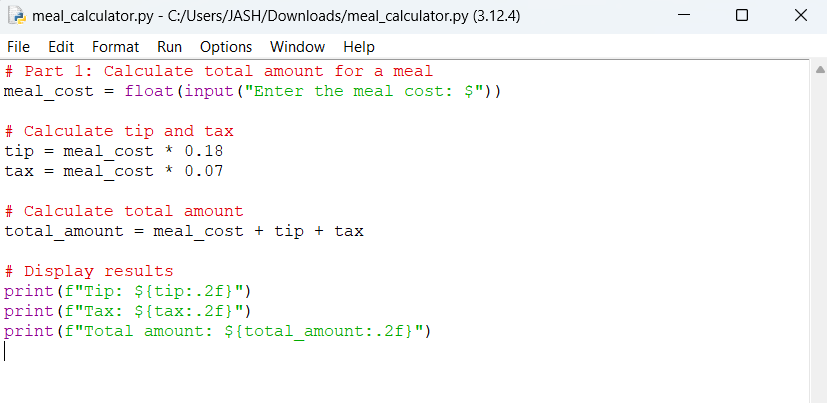 meal_calculator.py - C:/Users/JASH/Downloads/meal_calculator.py (3.12.4)
File Edit Format Run Options Window Help
# Part 1: Calculate total amount for a meal
meal_cost = float(input("Enter the meal cost: $"))
# Calculate tip and tax
tip = meal_cost * 0.18
tax = meal_cost * 0.07
# Calculate total amount
total_amount = meal_cost + tip + tax
# Display results
print(f"Tip: ${tip:.2f}")
print(f"Tax: ${tax:.2f}")
print(f"Total amount: ${total_amount:.2f}")